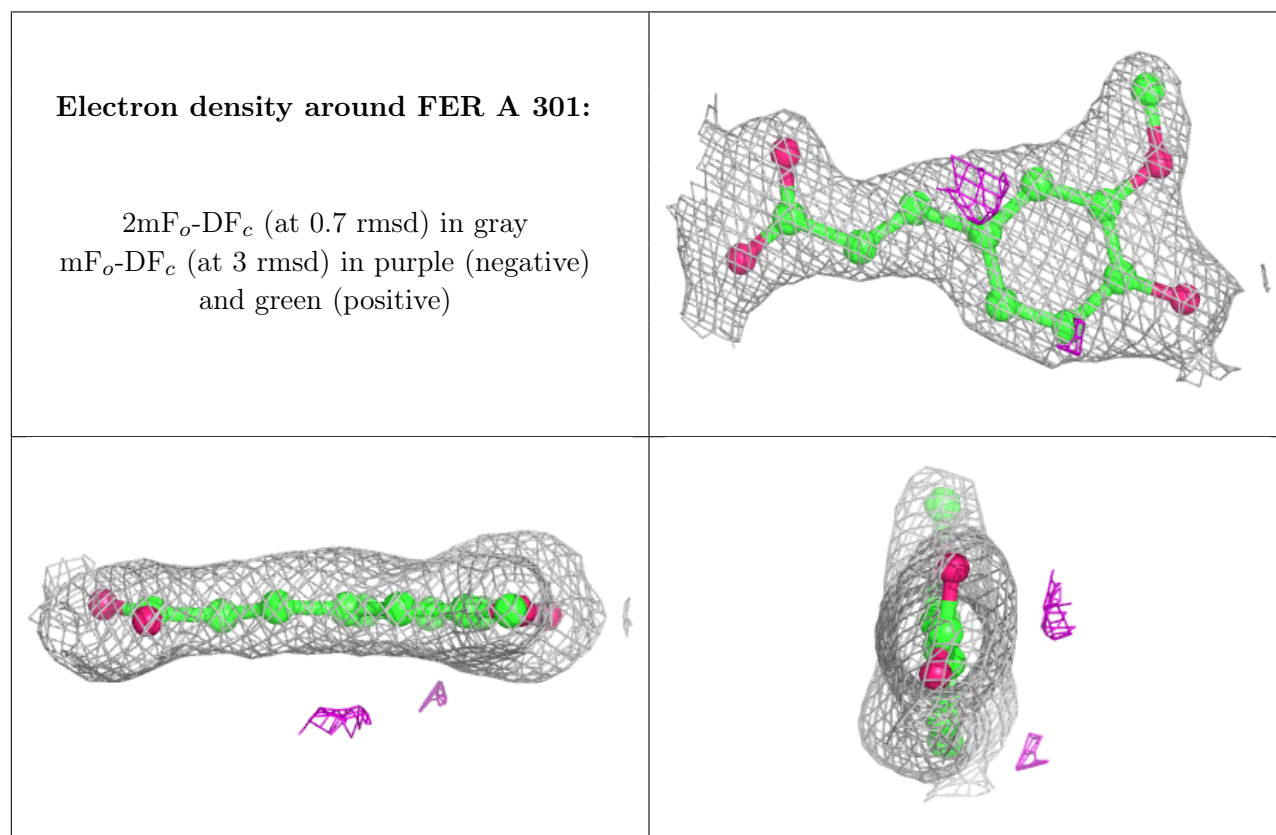 Electron density around FER A 301:
2mFₒ-DF𝒸 (at 0.7 rmsd) in gray
mFₒ-DF𝒸 (at 3 rmsd) in purple (negative)
and green (positive)